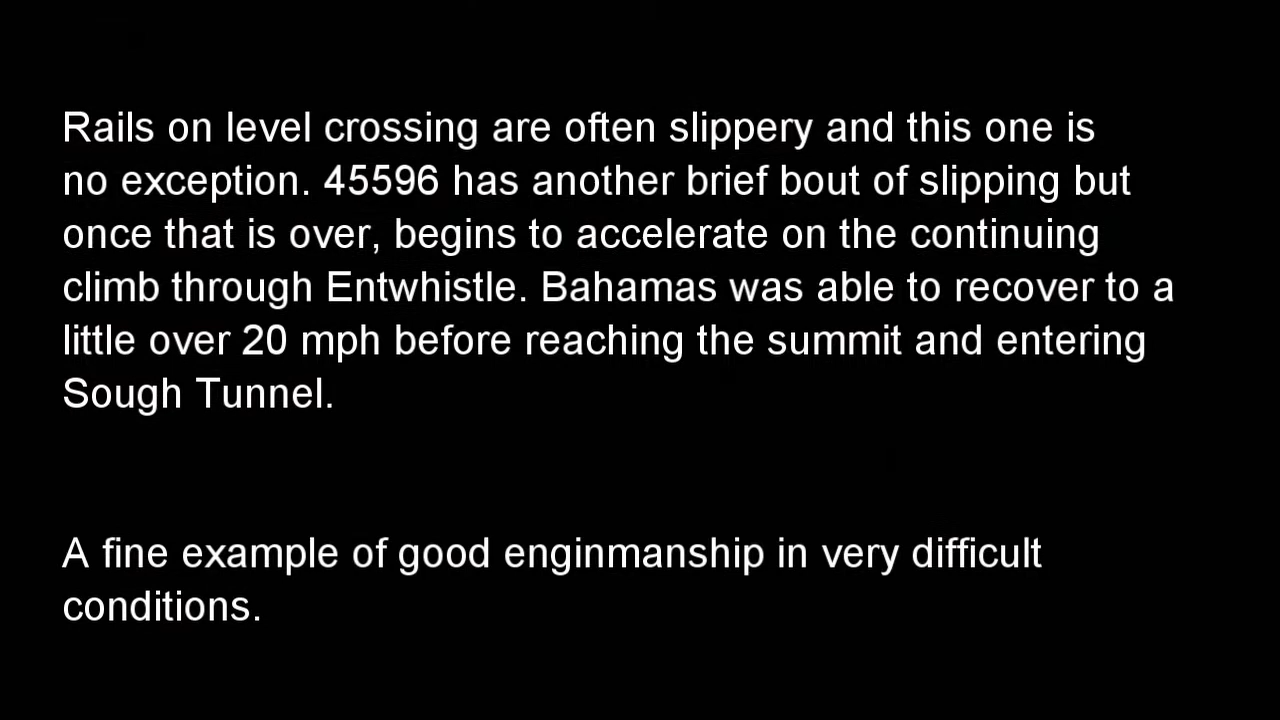 Rails on level crossing are often slippery and this one is
no exception. 45596 has another brief bout of slipping but
once that is over, begins to accelerate on the continuing
climb through Entwhistle. Bahamas was able to recover to a
little over 20 mph before reaching the summit and entering
Sough Tunnel.
A fine example of good enginmanship in very difficult
conditions.